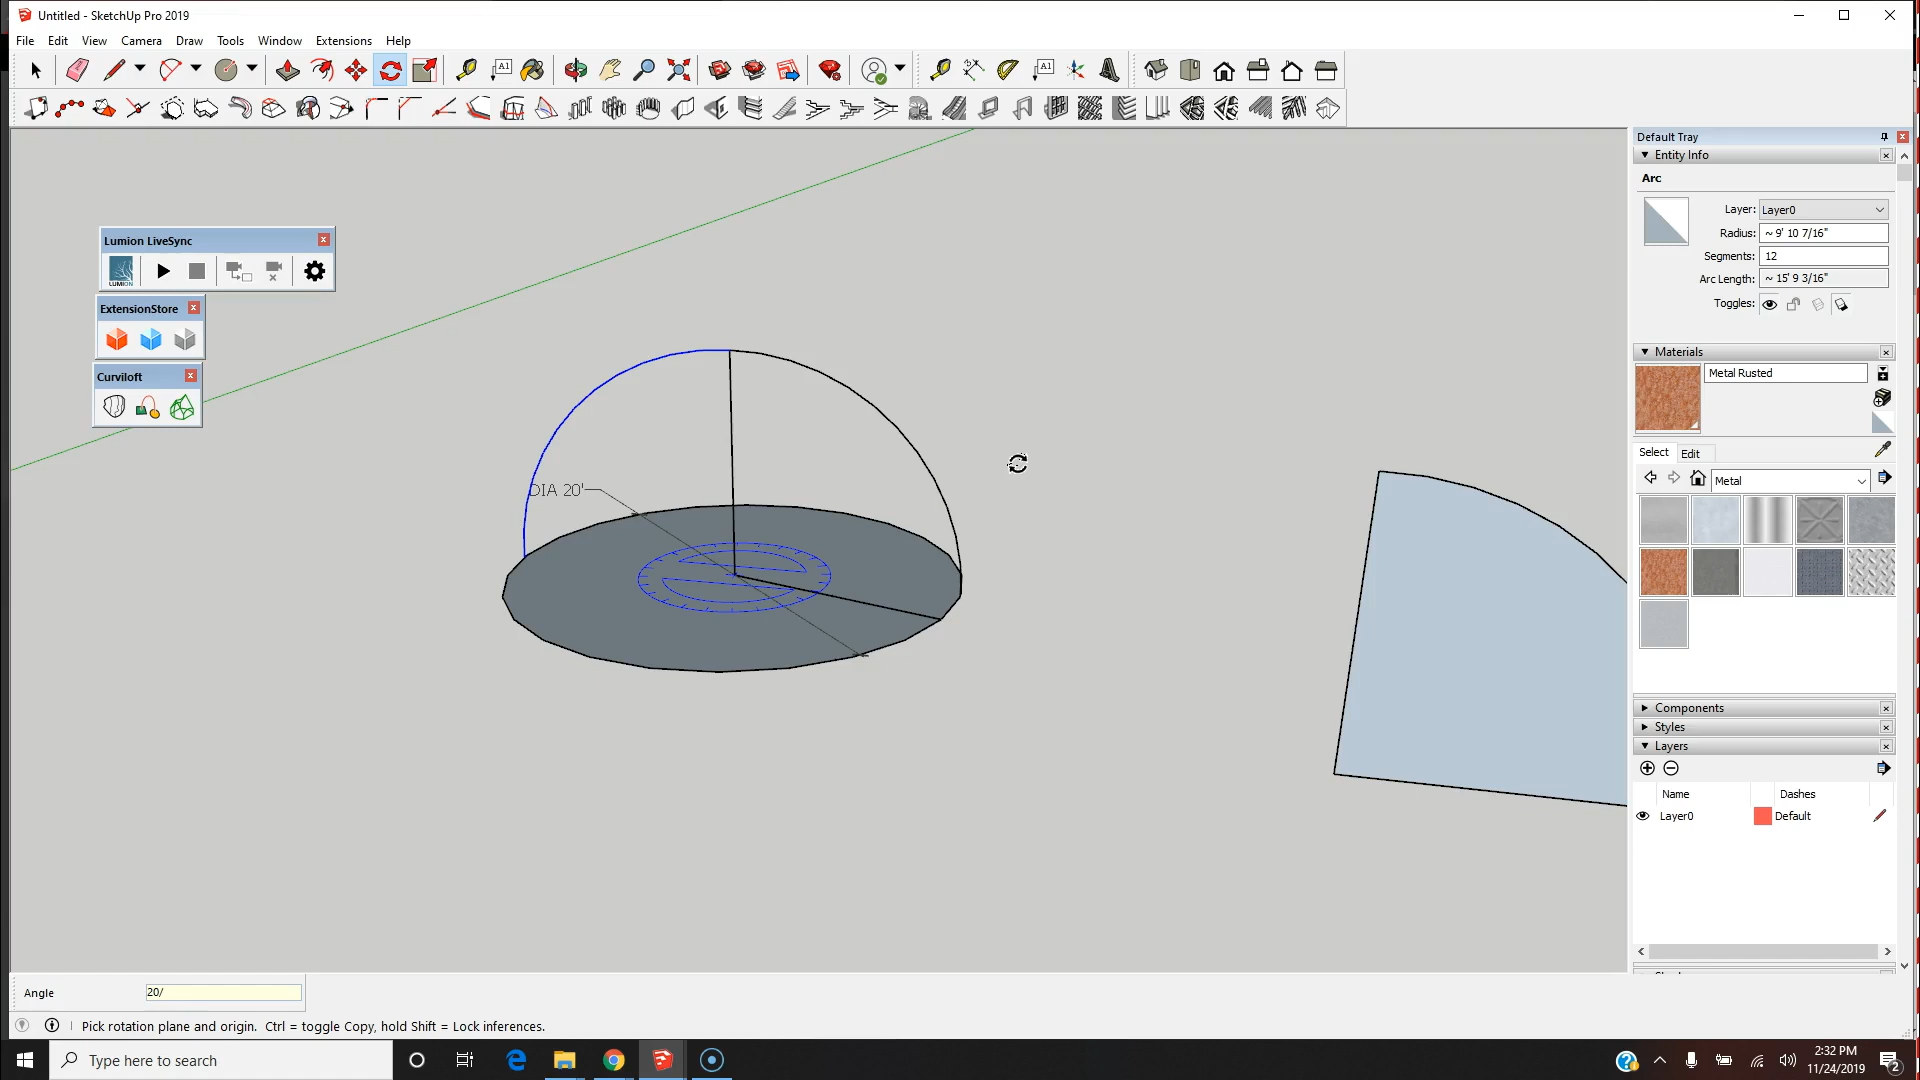 Untitled - SketchUp Pro 2019
File Edit View Camera Draw Tools Window Extensions Help
A1
A1
Default Tray
Entity Info
Arc
Layer: Layer0
Radius: ~ 9' 10 7/16"
Segments: 12
Arc Length: ~ 15' 9 3/16"
Toggles:
Lumion LiveSync
LUMION
ExtensionStore
Curviloft
DIA 20'
Materials
Metal Rusted
Select Edit
Metal
Components
Styles
Layers
Name Dashes
Layer0 Default
Angle 20/
Pick rotation plane and origin. Ctrl = toggle Copy, hold Shift = Lock inferences.
Type here to search
2:32 PM
11/24/2019
2